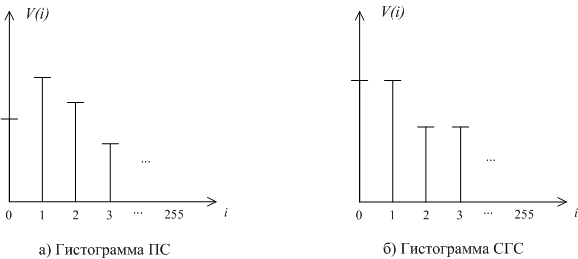 V(i)
0 1 2 3 ... 255 i
...
а) Гистограмма ПС
V(i)
0 1 2 3 ... 255 i
...
б) Гистограмма СГС